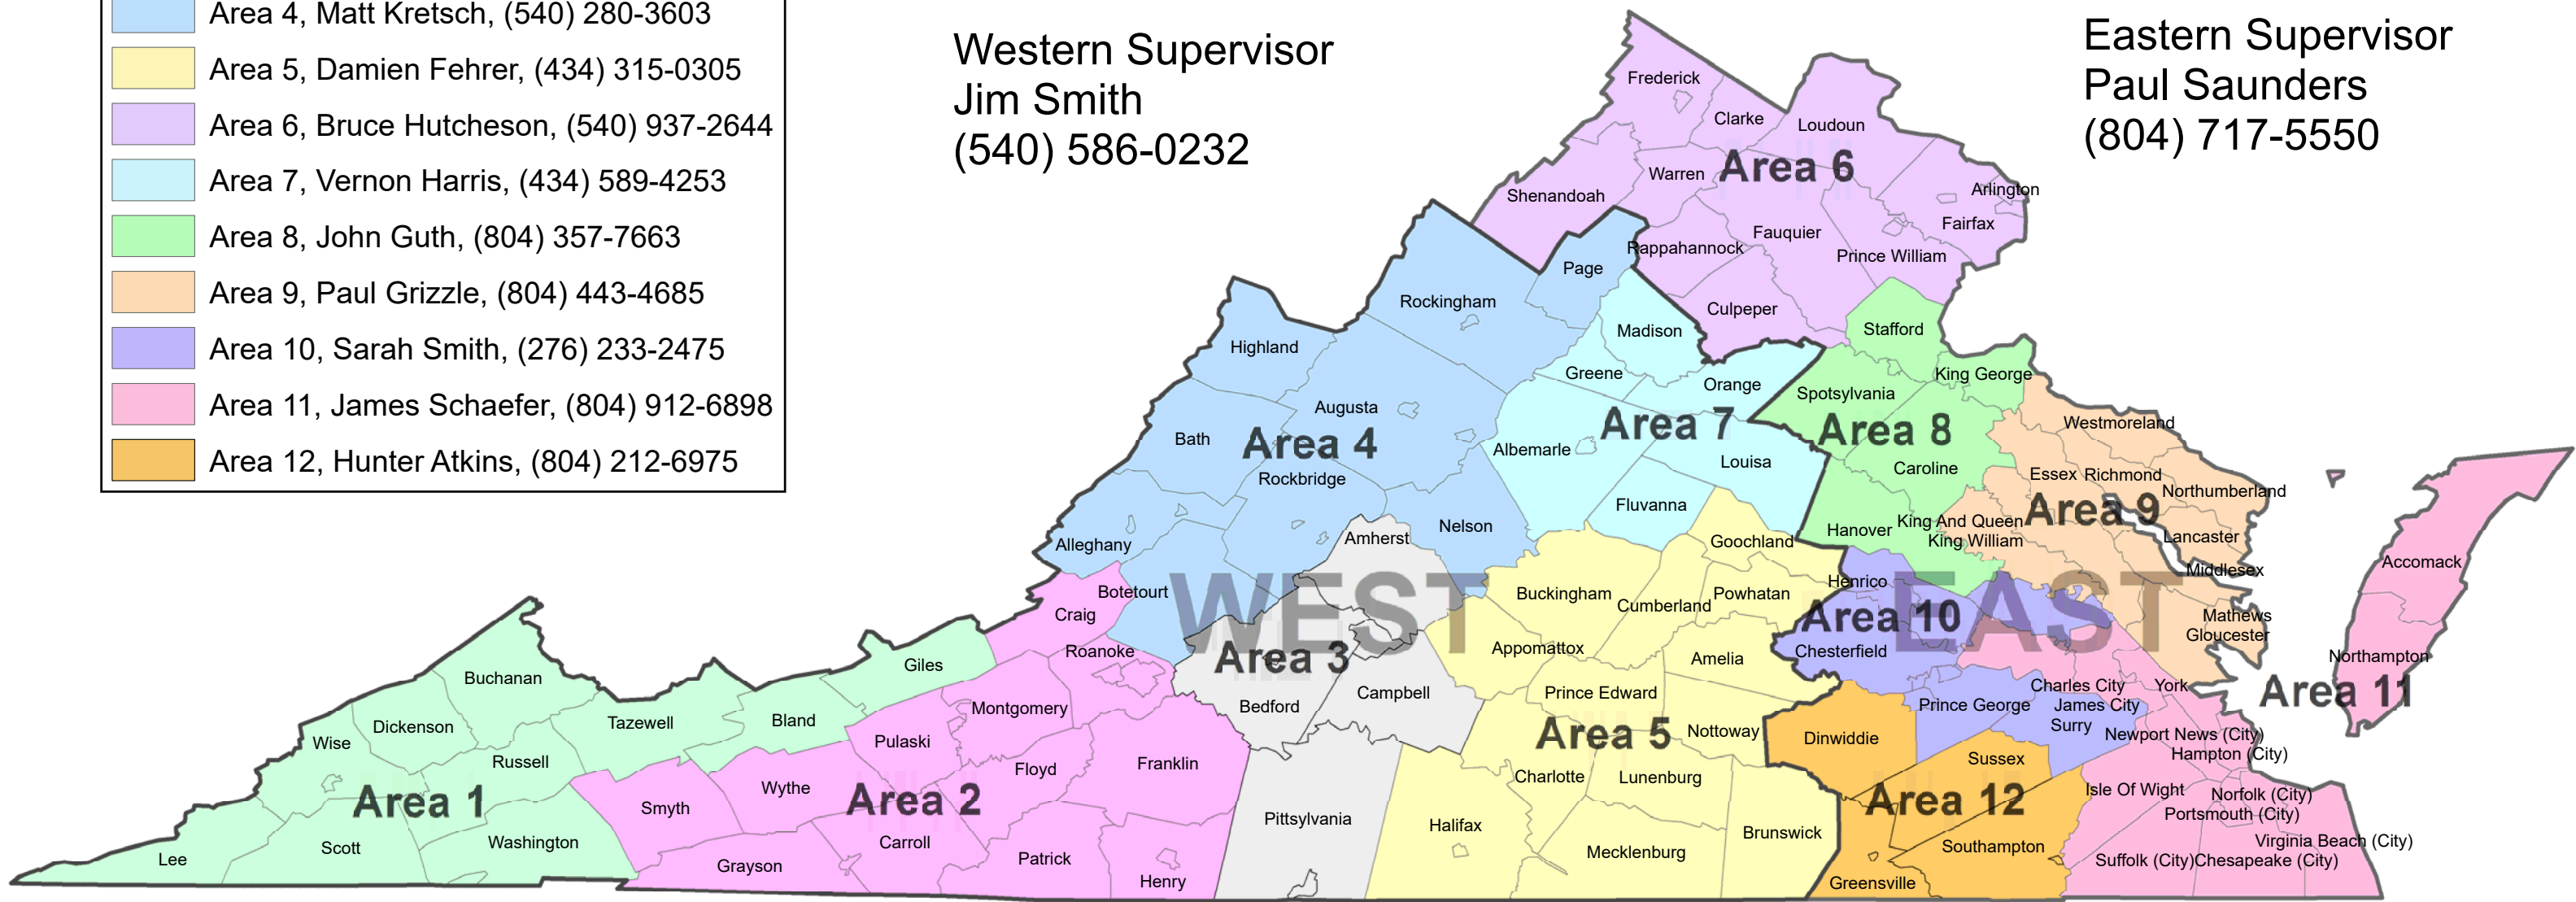 Area 4, Matt Kretsch, (540) 280-3603
Area 5, Damien Fehrer, (434) 315-0305
Area 6, Bruce Hutcheson, (540) 937-2644
Area 7, Vernon Harris, (434) 589-4253
Area 8, John Guth, (804) 357-7663
Area 9, Paul Grizzle, (804) 443-4685
Area 10, Sarah Smith, (276) 233-2475
Area 11, James Schaefer, (804) 912-6898
Area 12, Hunter Atkins, (804) 212-6975
Western Supervisor
Jim Smith
(540) 586-0232
Eastern Supervisor
Paul Saunders
(804) 717-5550
Frederick
Clarke
Loudoun
Area 6
Warren
Shenandoah
Arlington
Fairfax
Fauquier
Rappahannock
Prince William
Culpeper
Page
Rockingham
Highland
Augusta
Bath
Area 4
Rockbridge
Nelson
Alleghany
Botetourt
Madison
Greene
Orange
Area 7
Albemarle
Louisa
Fluvanna
Stafford
King George
Spotsylvania
Area 8
Caroline
Hanover
Westmoreland
Essex
Richmond
Northumberland
Area 9
King And Queen
King William
Lancaster
Middlesex
Mathews
Gloucester
WEST
EAST
Amherst
Area 3
Bedford
Campbell
Pittsylvania
Goochland
Buckingham
Cumberland
Powhatan
Appomattox
Amelia
Prince Edward
Area 5
Nottoway
Charlotte
Lunenburg
Halifax
Mecklenburg
Brunswick
Henrico
Area 10
Chesterfield
Prince George
Charles City
James City
Surry
York
Newport News (City)
Hampton (City)
Accomack
Northampton
Area 11
Isle Of Wight
Norfolk (City)
Portsmouth (City)
Virginia Beach (City)
Suffolk (City)
Chesapeake (City)
Dinwiddie
Sussex
Area 12
Southampton
Greensville
Craig
Roanoke
Montgomery
Pulaski
Floyd
Franklin
Wythe
Smyth
Area 2
Carroll
Grayson
Patrick
Henry
Giles
Bland
Tazewell
Buchanan
Dickenson
Wise
Russell
Area 1
Washington
Scott
Lee